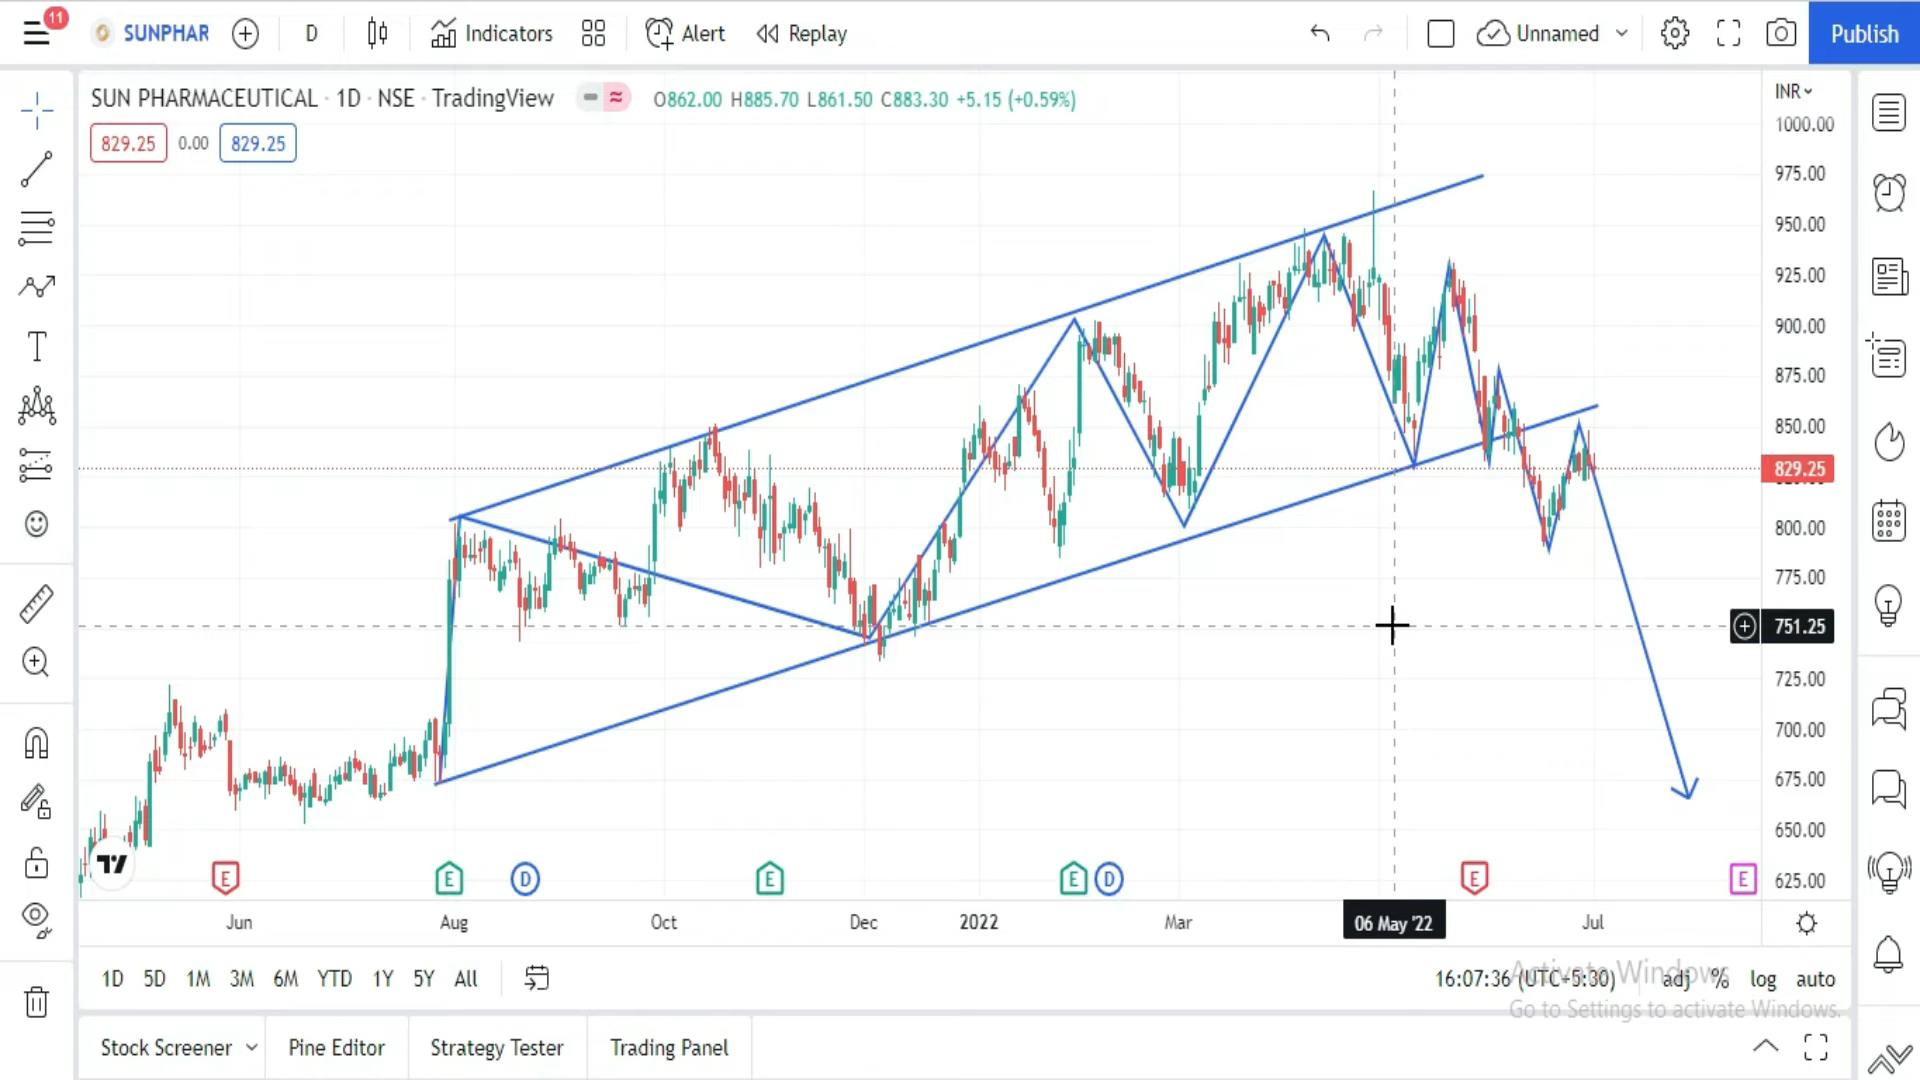 11
SUNPHAR D Indicators Alert Replay Unnamed Publish
SUN PHARMACEUTICAL · 1D · NSE · TradingView O862.00 H885.70 L861.50 C883.30 +5.15 (+0.59%)
829.25 0.00 829.25
INR
1000.00
975.00
950.00
925.00
900.00
875.00
850.00
829.25
800.00
775.00
751.25
725.00
700.00
675.00
650.00
625.00
E E D E E D E E
Jun Aug Oct Dec 2022 Mar 06 May '22 Jul
1D 5D 1M 3M 6M YTD 1Y 5Y All 16:07:36 (UTC+5:30) adj % log auto
Activate Windows
Go to Settings to activate Windows.
Stock Screener Pine Editor Strategy Tester Trading Panel